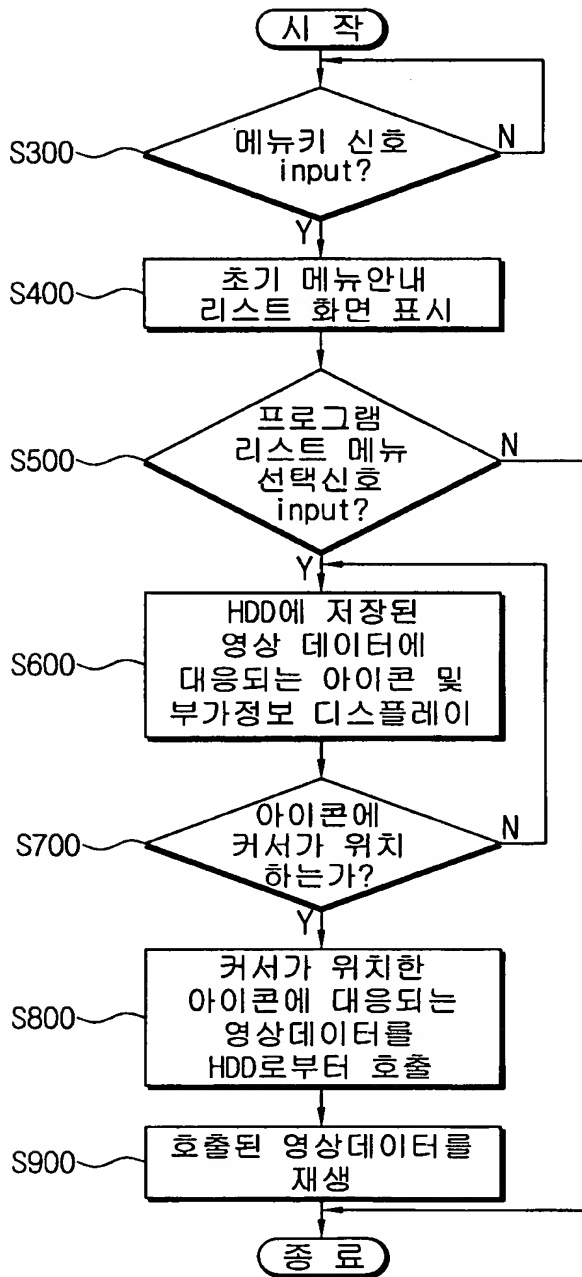 시 작
S300
메뉴키 신호
input?
N
Y
S400
초기 메뉴안내
리스트 화면 표시
S500
프로그램
리스트 메뉴
선택신호
input?
N
Y
S600
HDD에 저장된
영상 데이터에
대응되는 아이콘 및
부가정보 디스플레이
S700
아이콘에
커서가 위치
하는가?
N
Y
S800
커서가 위치한
아이콘에 대응되는
영상데이터를
HDD로부터 호출
S900
호출된 영상데이터를
재생
종 료